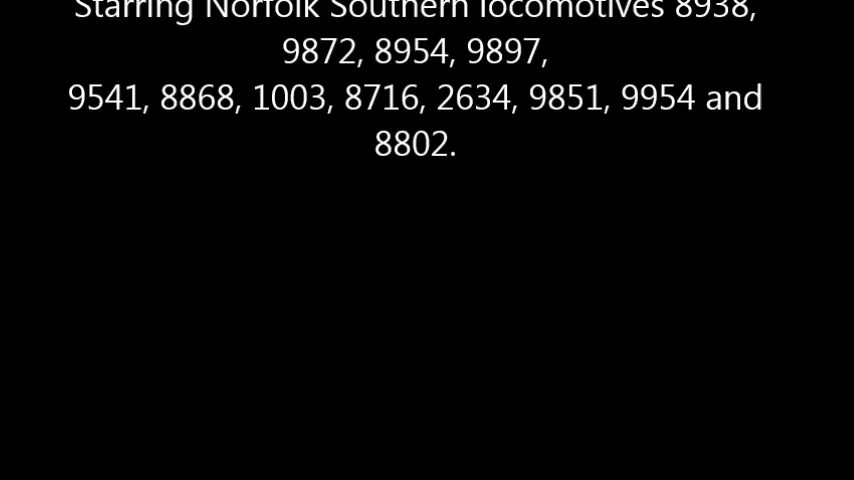 Starring Norfolk Southern locomotives 8938,
9872, 8954, 9897,
9541, 8868, 1003, 8716, 2634, 9851, 9954 and
8802.